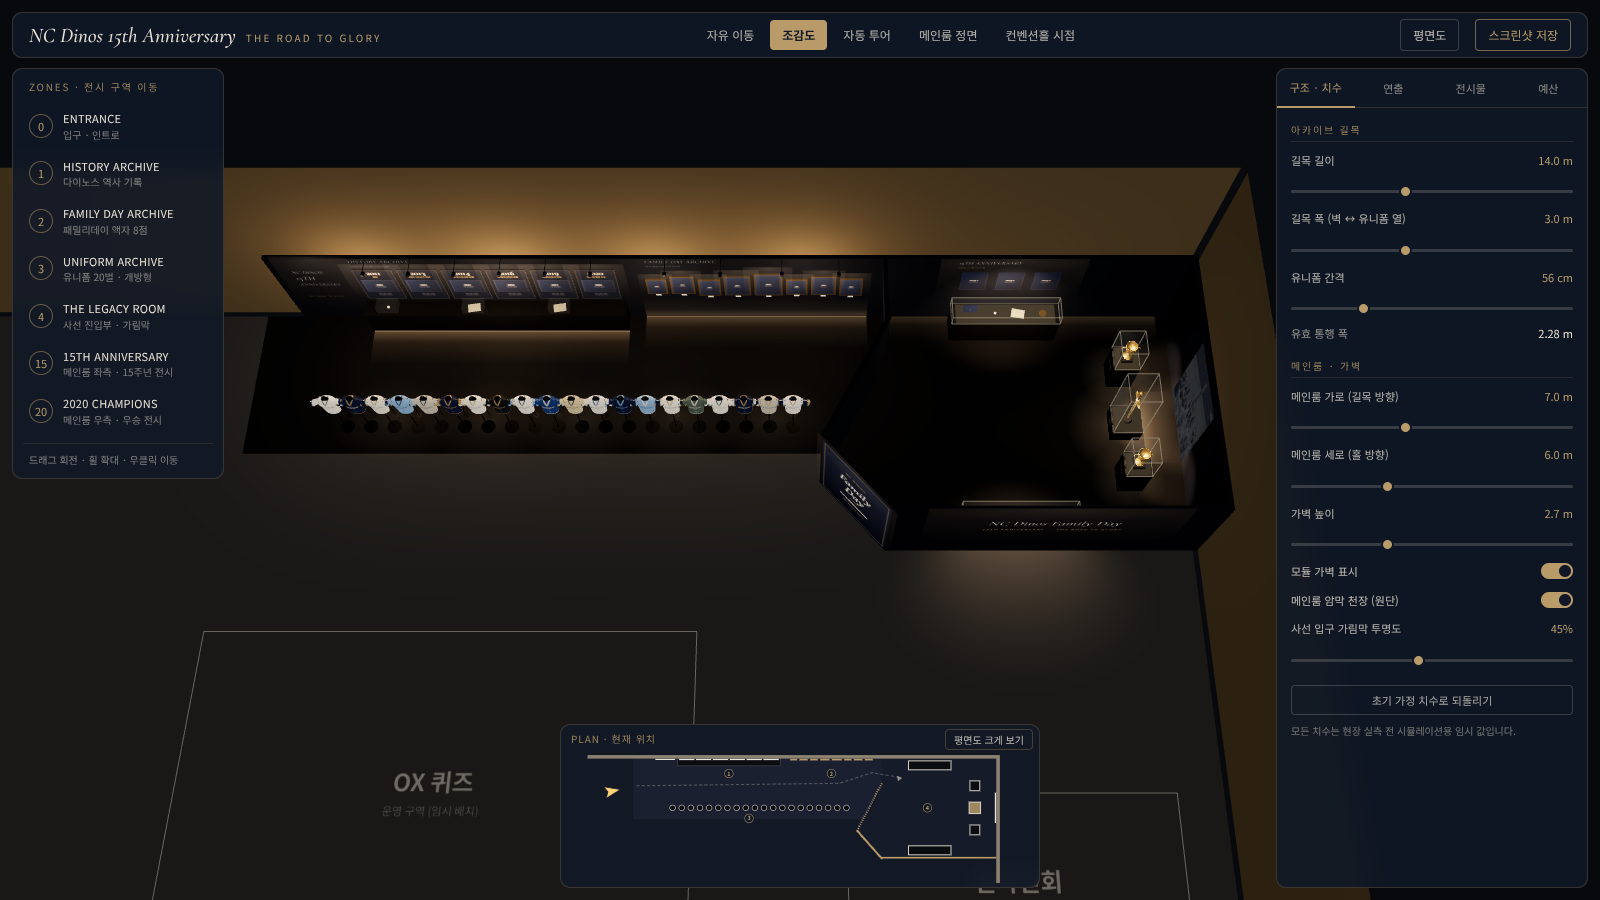 NC Dinos 15th Anniversary THE ROAD TO GLORY
자유 이동
조감도
자동 투어
메인룸 정면
컨벤션홀 시점
평면도
스크린샷 저장
ZONES · 전시 구역 이동
0
ENTRANCE
입구 · 인트로
1
HISTORY ARCHIVE
다이노스 역사 기록
2
FAMILY DAY ARCHIVE
패밀리데이 액자 8점
3
UNIFORM ARCHIVE
유니폼 20벌 · 개방형
4
THE LEGACY ROOM
사선 진입부 · 가림막
15
15TH ANNIVERSARY
메인룸 좌측 · 15주년 전시
20
2020 CHAMPIONS
메인룸 우측 · 우승 전시
드래그 회전 · 휠 확대 · 우클릭 이동
HISTORY ARCHIVE
FAMILY DAY ARCHIVE
NC DINOS
15TH
ANNIVERSARY
Family
Day
NC Dinos Family Day
OX 퀴즈
운영 구역 (임시 배치)
PLAN · 현재 위치
평면도 크게 보기
1
2
3
4
구조 · 치수
연출
전시물
예산
아카이브 길목
길목 길이
14.0 m
길목 폭 (벽 ↔ 유니폼 열)
3.0 m
유니폼 간격
56 cm
유효 통행 폭
2.28 m
메인룸 · 가벽
메인룸 가로 (길목 방향)
7.0 m
메인룸 세로 (홀 방향)
6.0 m
가벽 높이
2.7 m
모듈 가벽 표시
메인룸 암막 천장 (원단)
사선 입구 가림막 투명도
45%
초기 가정 치수로 되돌리기
모든 치수는 현장 실측 전 시뮬레이션용 임시 값입니다.